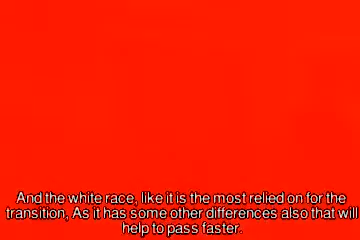 And the white race, like it is the most relied on for the
transition, As it has some other differences also that will
help to pass faster.